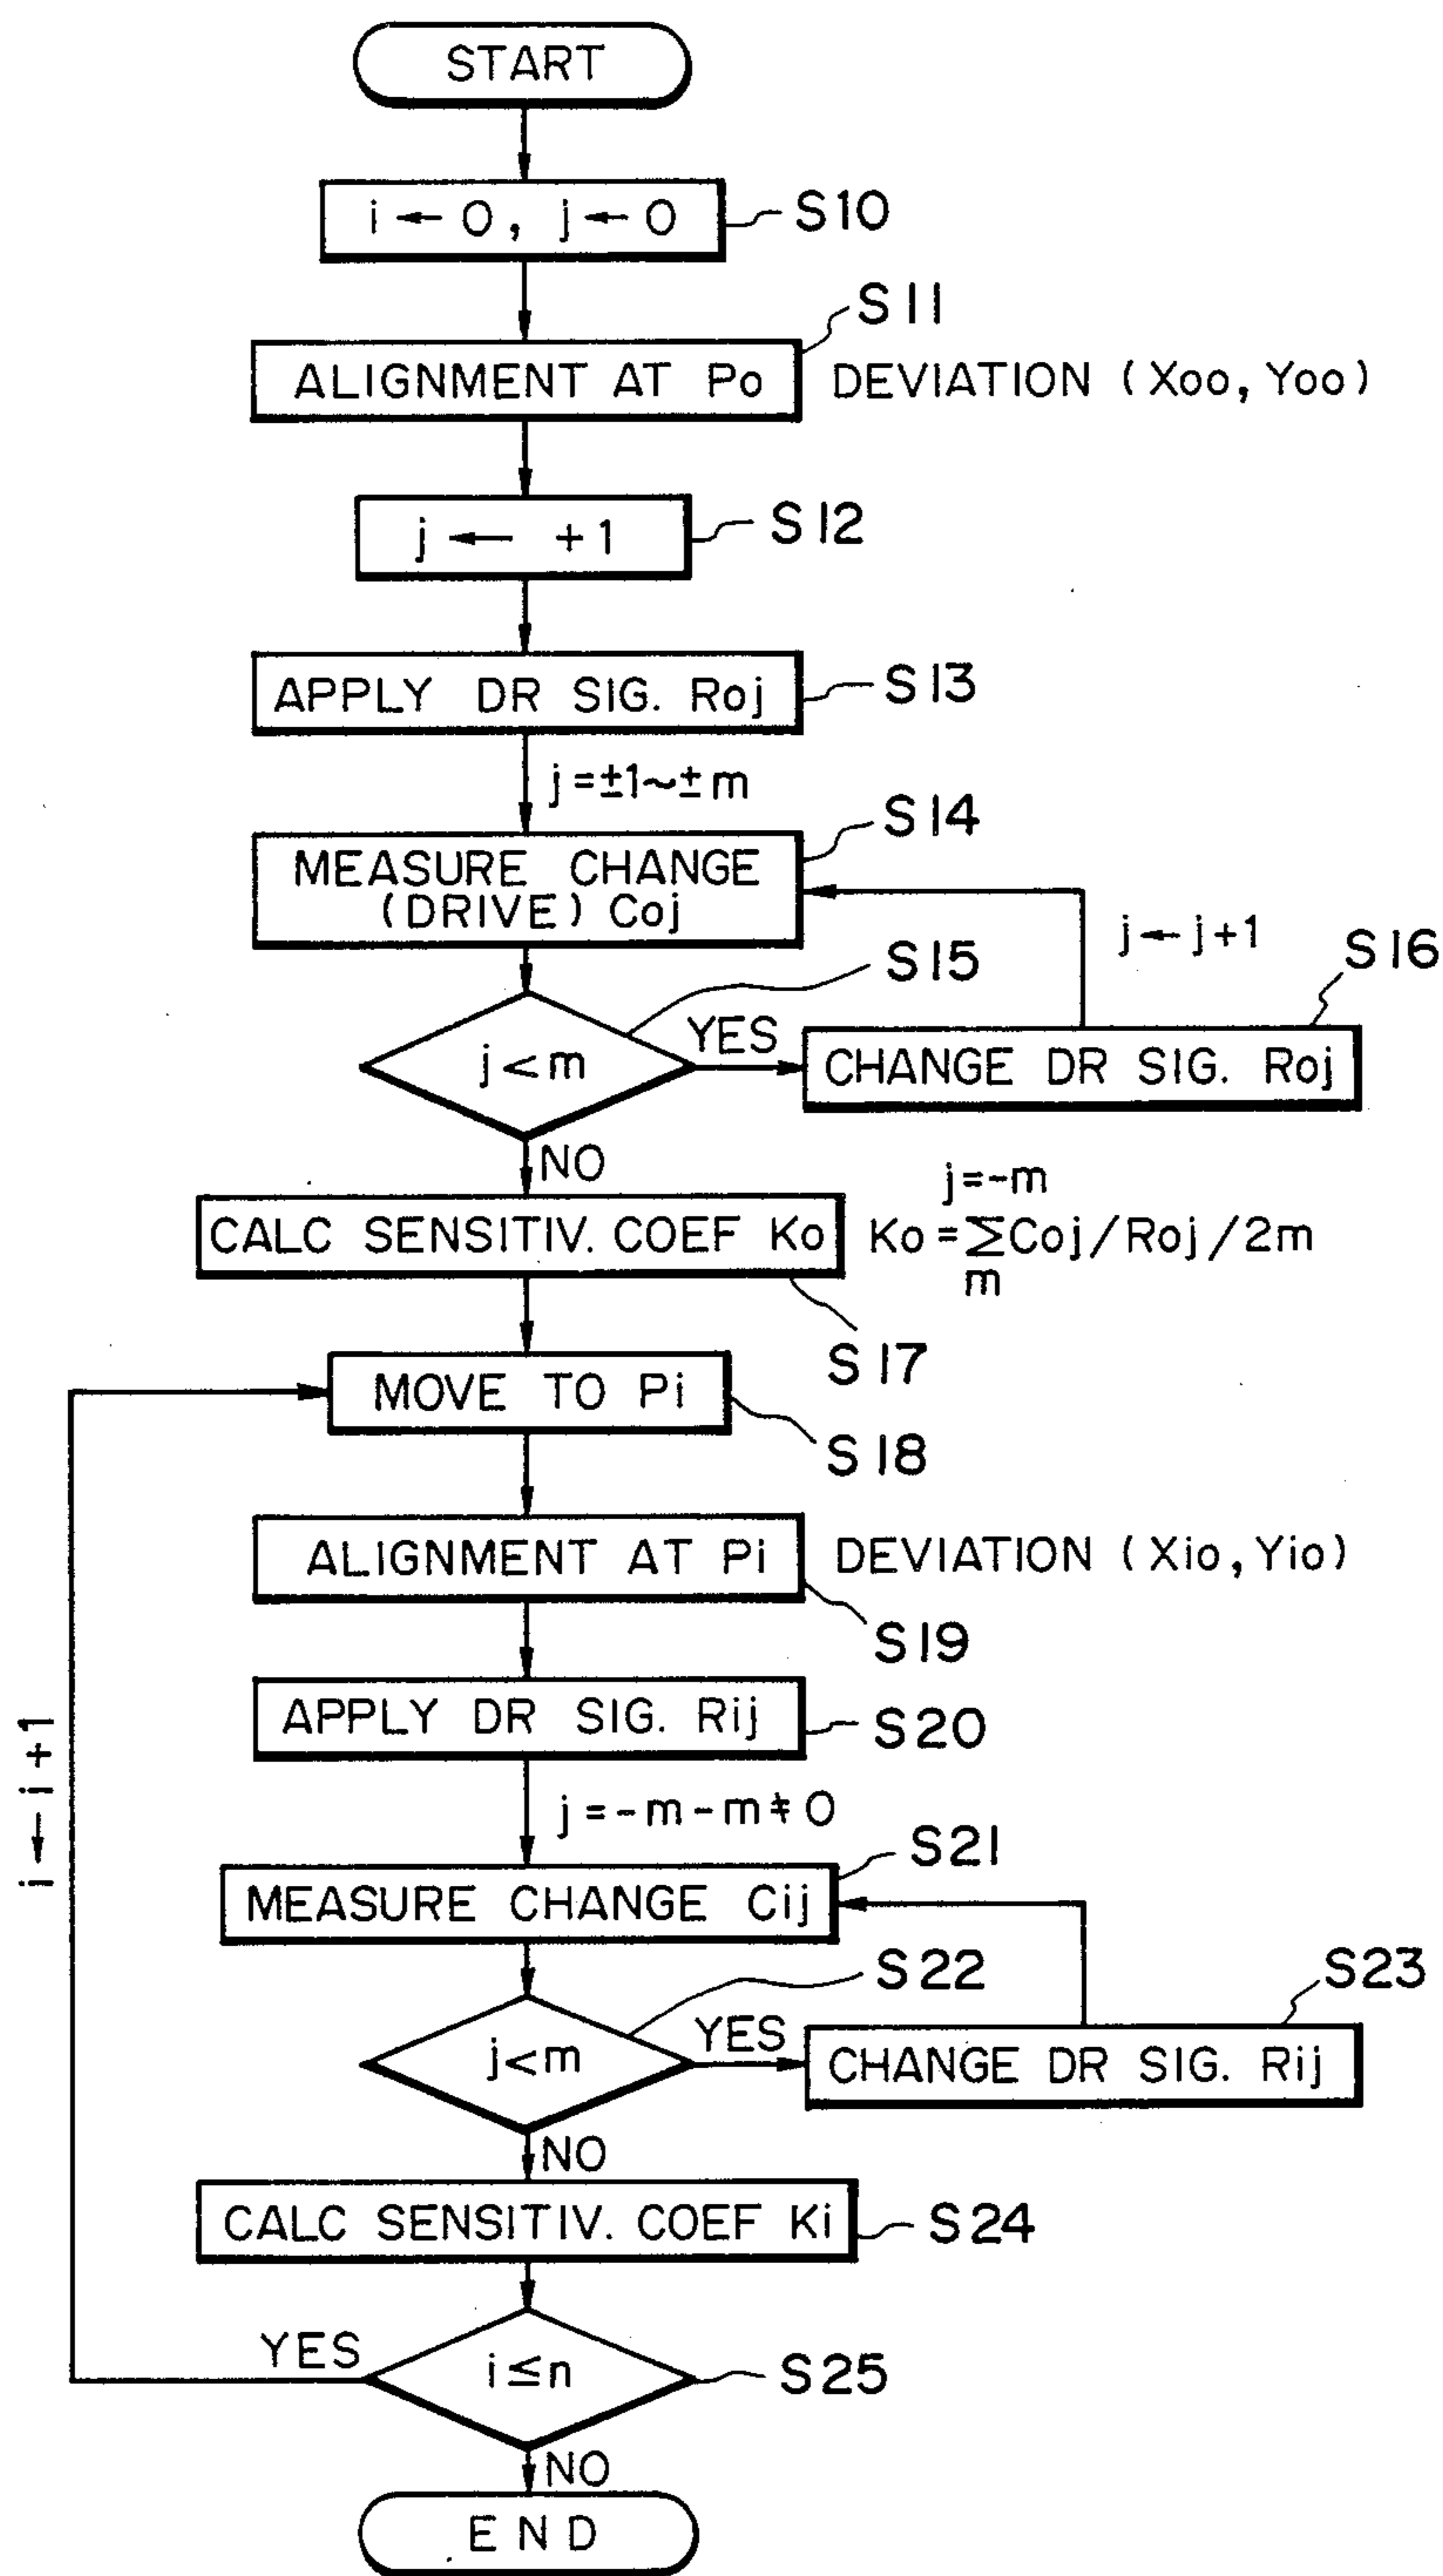 START
i ← 0, j ← 0
S10
S11
ALIGNMENT AT Po
DEVIATION (Xoo, Yoo)
j ← +1
S12
APPLY DR SIG. Roj
S13
j=±1~±m
S14
MEASURE CHANGE
(DRIVE) Coj
j←j+1
S15
S16
j<m
YES
CHANGE DR SIG. Roj
NO
j=-m
CALC SENSITIV. COEF Ko
Ko=∑Coj/Roj/2m
m
S17
MOVE TO Pi
S18
ALIGNMENT AT Pi
DEVIATION (Xio, Yio)
S19
APPLY DR SIG. Rij
S20
i←i+1
j=-m-m≠0
S21
MEASURE CHANGE Cij
S22
S23
j<m
YES
CHANGE DR SIG. Rij
NO
CALC SENSITIV. COEF Ki
S24
YES
i≤n
S25
NO
END